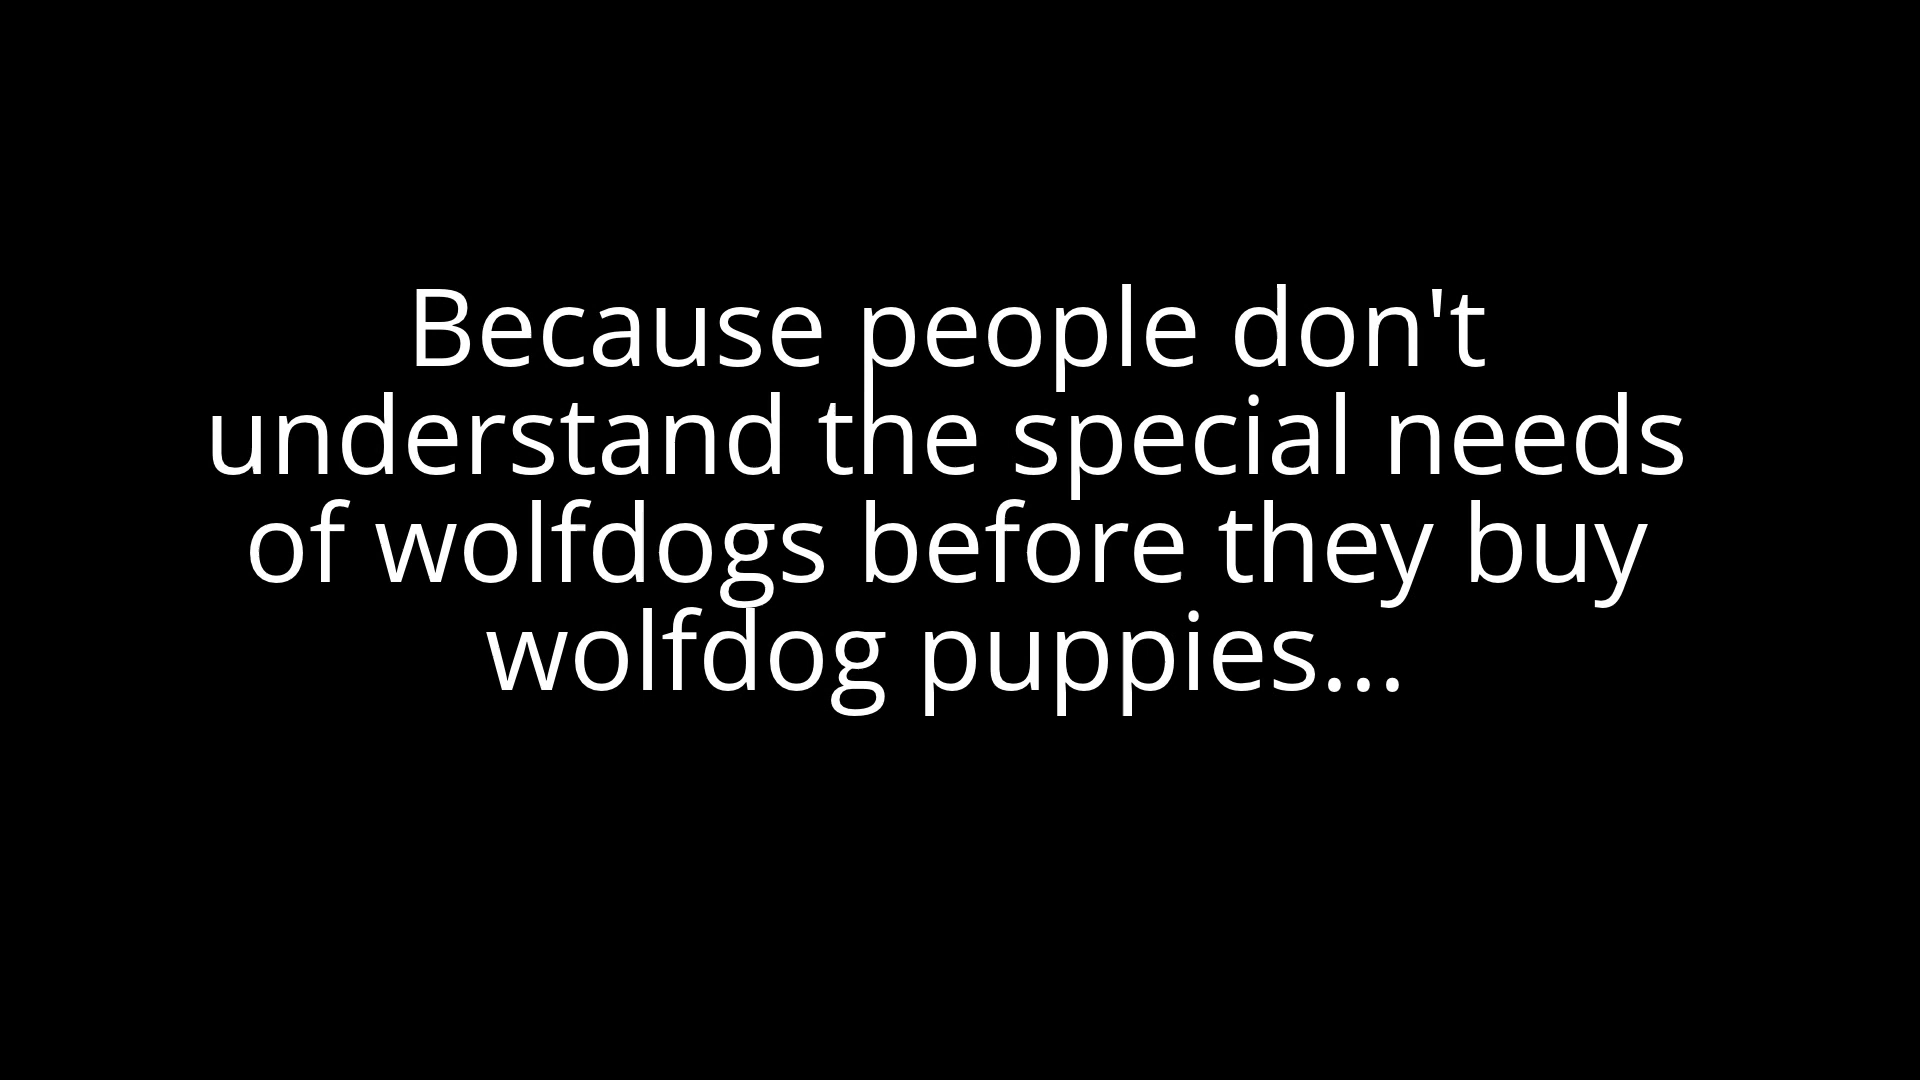 Because people don't
understand the special needs
of wolfdogs before they buy
wolfdog puppies...